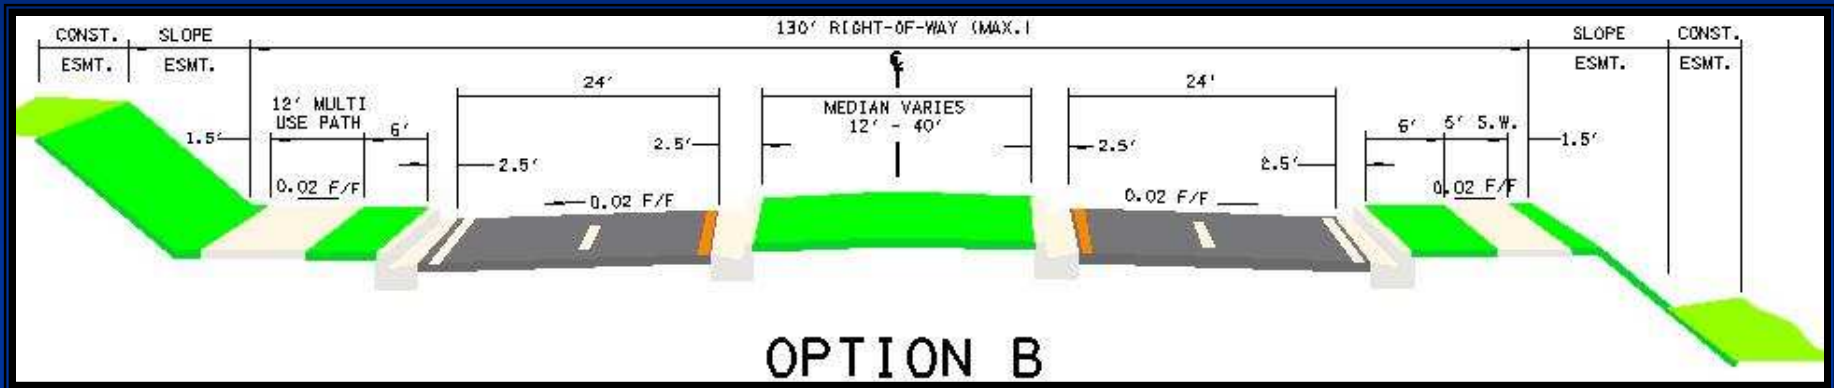 CONST. SLOPE 130' RIGHT-OF-WAY (MAX.) SLOPE CONST.
ESMT. ESMT. ℄ ESMT. ESMT.
24' 24'
12' MULTI MEDIAN VARIES
USE PATH 6' 12' - 40' 6' 5' S.W.
1.5' 2.5' 2.5' 1.5'
2.5' 2.5'
0.02 F/F 0.02 F/F 0.02 F/F 0.02 F/F
OPTION B